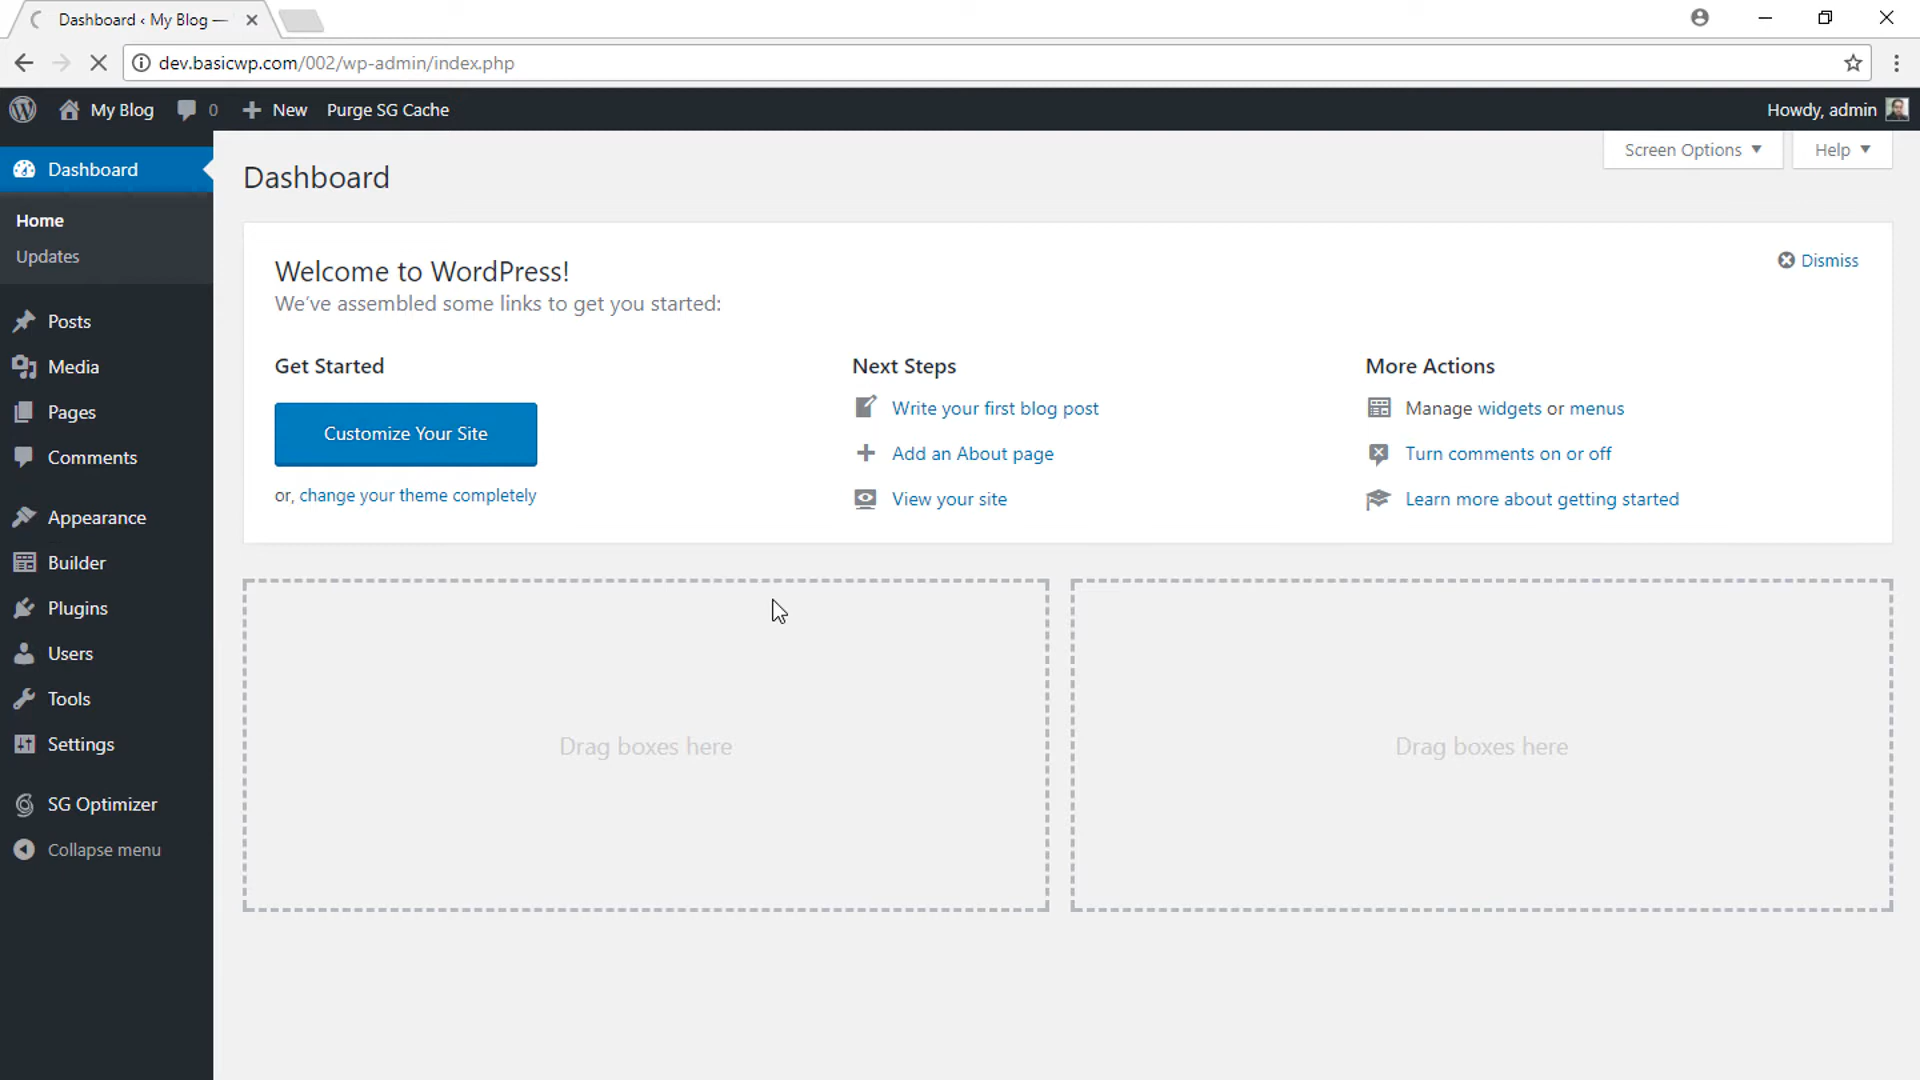 Dashboard ‹ My Blog —
dev.basicwp.com/002/wp-admin/index.php
My Blog 0 New Purge SG Cache Howdy, admin
Screen Options Help
Dashboard
Home
Updates
Posts
Media
Pages
Comments
Appearance
Builder
Plugins
Users
Tools
Settings
SG Optimizer
Collapse menu
Dashboard
Welcome to WordPress!
Dismiss
We've assembled some links to get you started:
Get Started
Customize Your Site
or, change your theme completely
Next Steps
Write your first blog post
Add an About page
View your site
More Actions
Manage widgets or menus
Turn comments on or off
Learn more about getting started
Drag boxes here
Drag boxes here